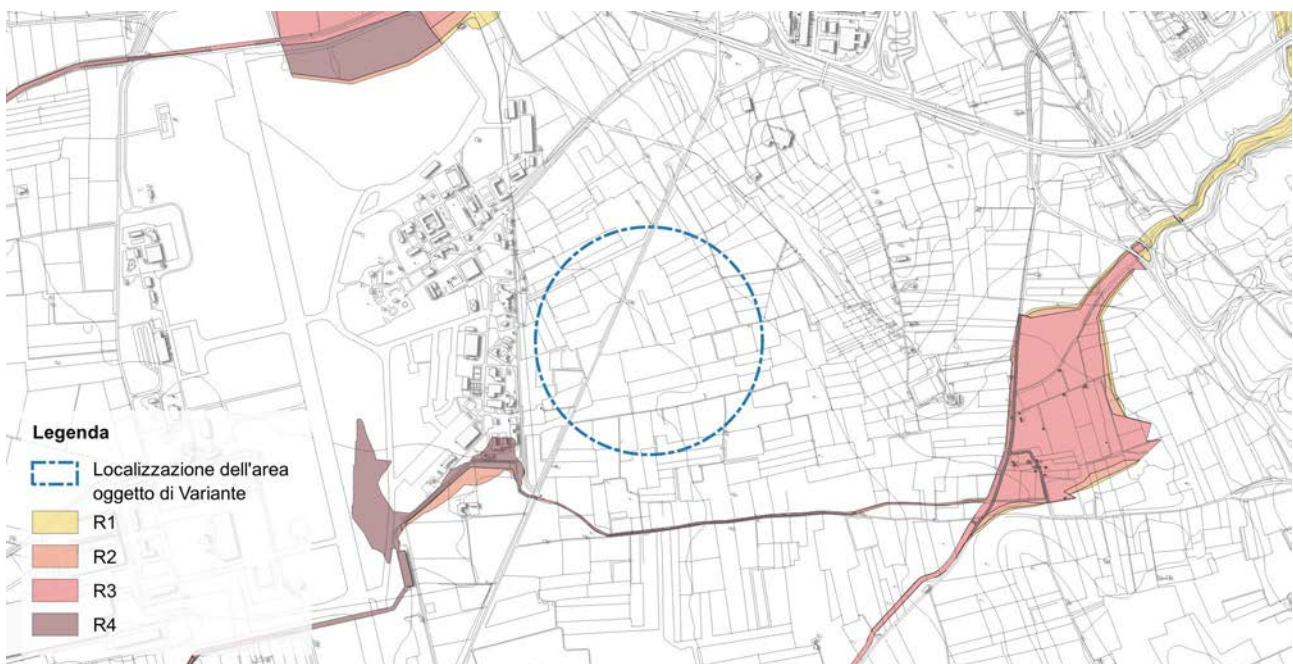 Legenda
Localizzazione dell'area
oggetto di Variante
R1
R2
R3
R4